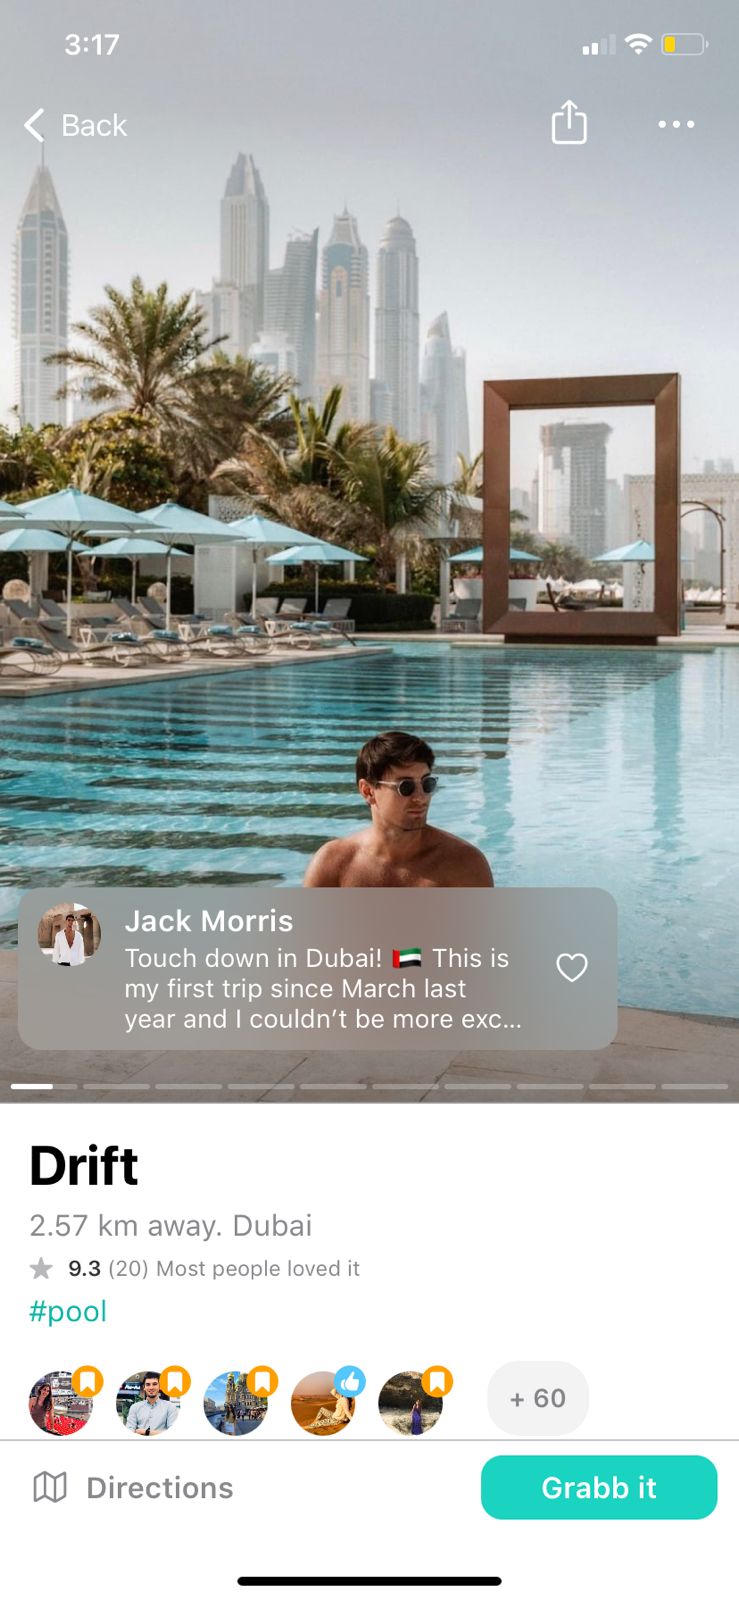 3:17
Back
Jack Morris
Touch down in Dubai! 🇦🇪 This is
my first trip since March last
year and I couldn't be more exc...
Drift
2.57 km away. Dubai
9.3 (20) Most people loved it
#pool
+ 60
Directions
Grabb it